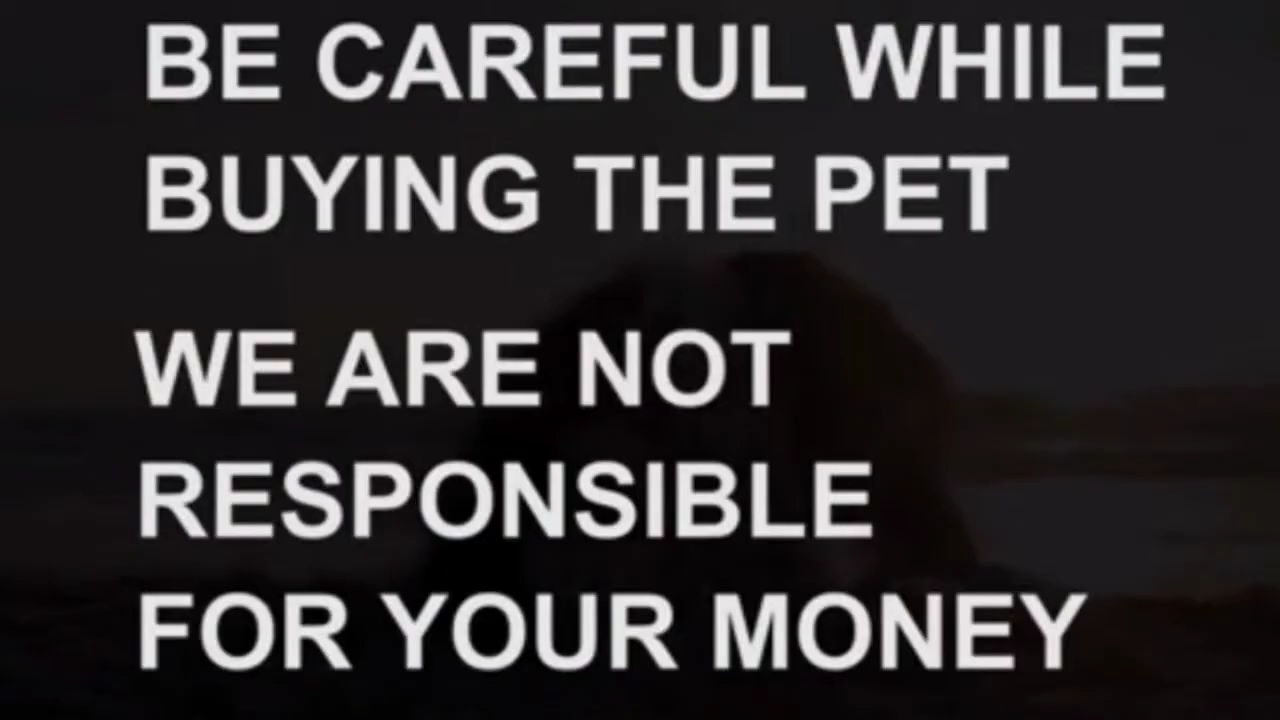 BE CAREFUL WHILE
BUYING THE PET
WE ARE NOT
RESPONSIBLE
FOR YOUR MONEY